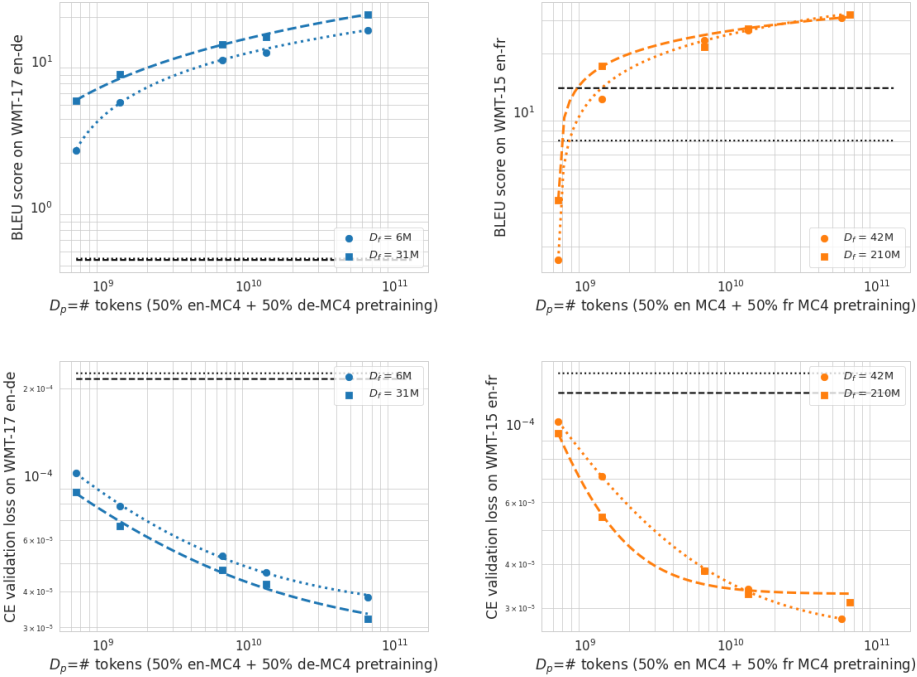 BLEU score on WMT-17 en-de
10¹
10⁰
D_f = 6M
D_f = 31M
10⁹
10¹⁰
10¹¹
D_p=# tokens (50% en-MC4 + 50% de-MC4 pretraining)
BLEU score on WMT-15 en-fr
10¹
D_f = 42M
D_f = 210M
10⁹
10¹⁰
10¹¹
D_p=# tokens (50% en MC4 + 50% fr MC4 pretraining)
CE validation loss on WMT-17 en-de
2 × 10⁻⁴
10⁻⁴
6 × 10⁻⁵
4 × 10⁻⁵
3 × 10⁻⁵
D_f = 6M
D_f = 31M
10⁹
10¹⁰
10¹¹
D_p=# tokens (50% en-MC4 + 50% de-MC4 pretraining)
CE validation loss on WMT-15 en-fr
10⁻⁴
6 × 10⁻⁵
4 × 10⁻⁵
3 × 10⁻⁵
D_f = 42M
D_f = 210M
10⁹
10¹⁰
10¹¹
D_p=# tokens (50% en MC4 + 50% fr MC4 pretraining)